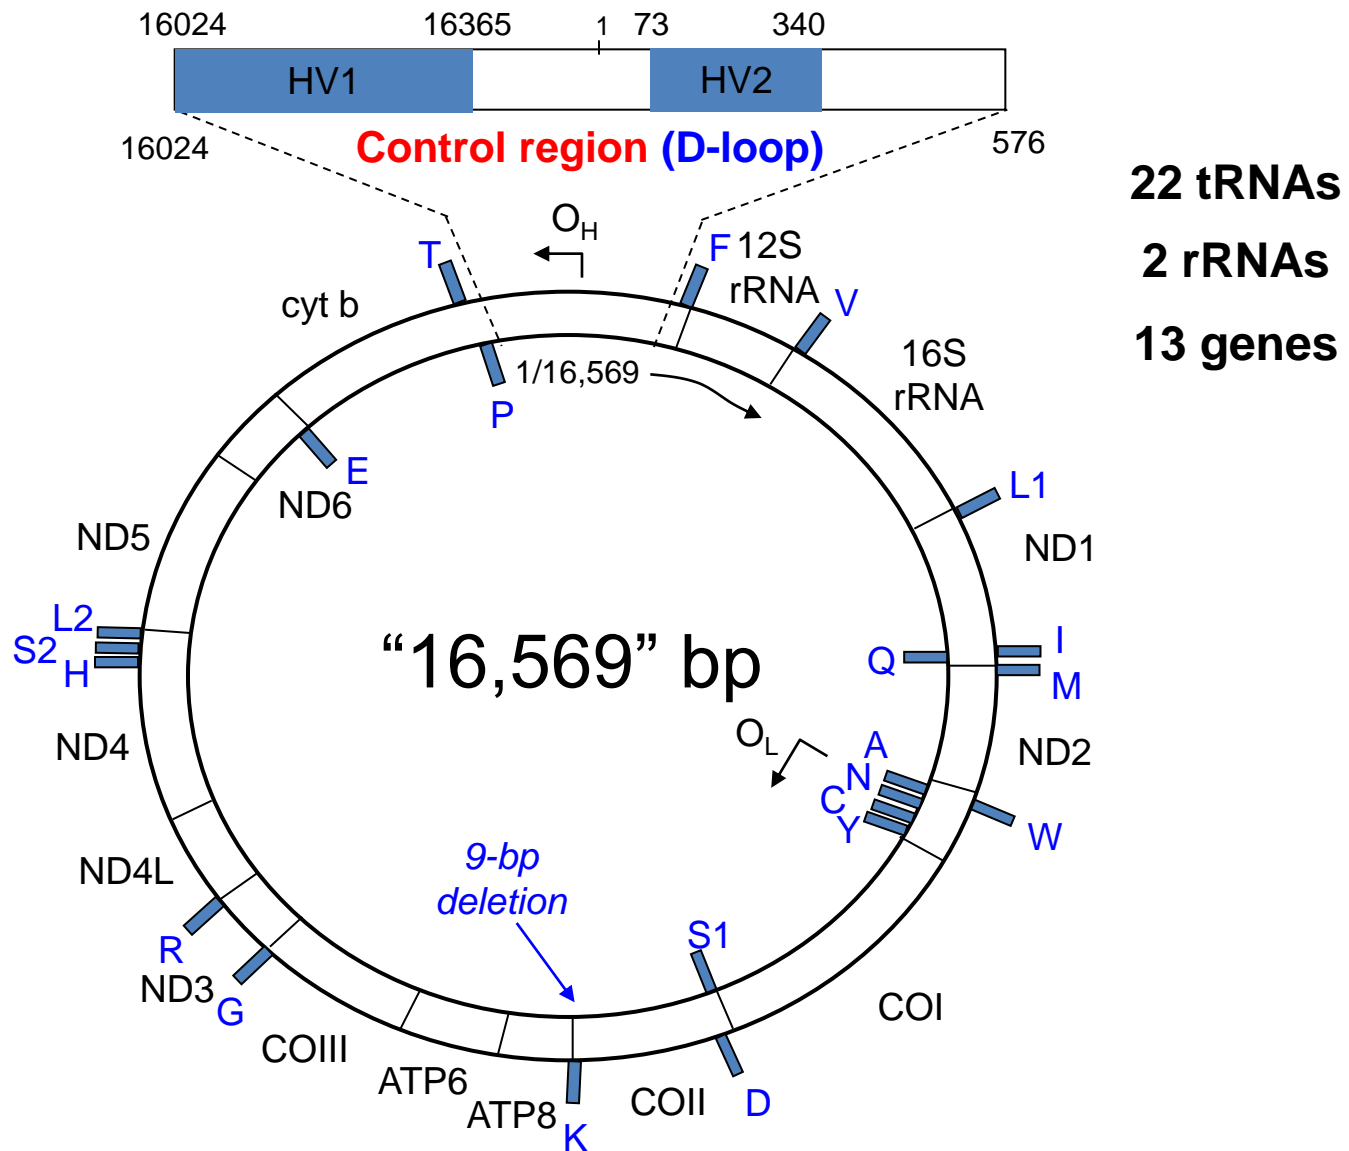 16024 16365 1 73 340
HV1 HV2
16024 Control region (D-loop) 576
22 tRNAs
2 rRNAs
13 genes
OH
T
F
12S
rRNA
V
cyt b
16S
rRNA
1/16,569
P
E
ND6
L1
ND1
ND5
L2
S2
H
"16,569" bp
Q
I
M
ND4
OL
A
N
C
Y
ND2
W
ND4L
9-bp
deletion
R
S1
ND3
G
COI
COIII
ATP6
ATP8
K
COII
D